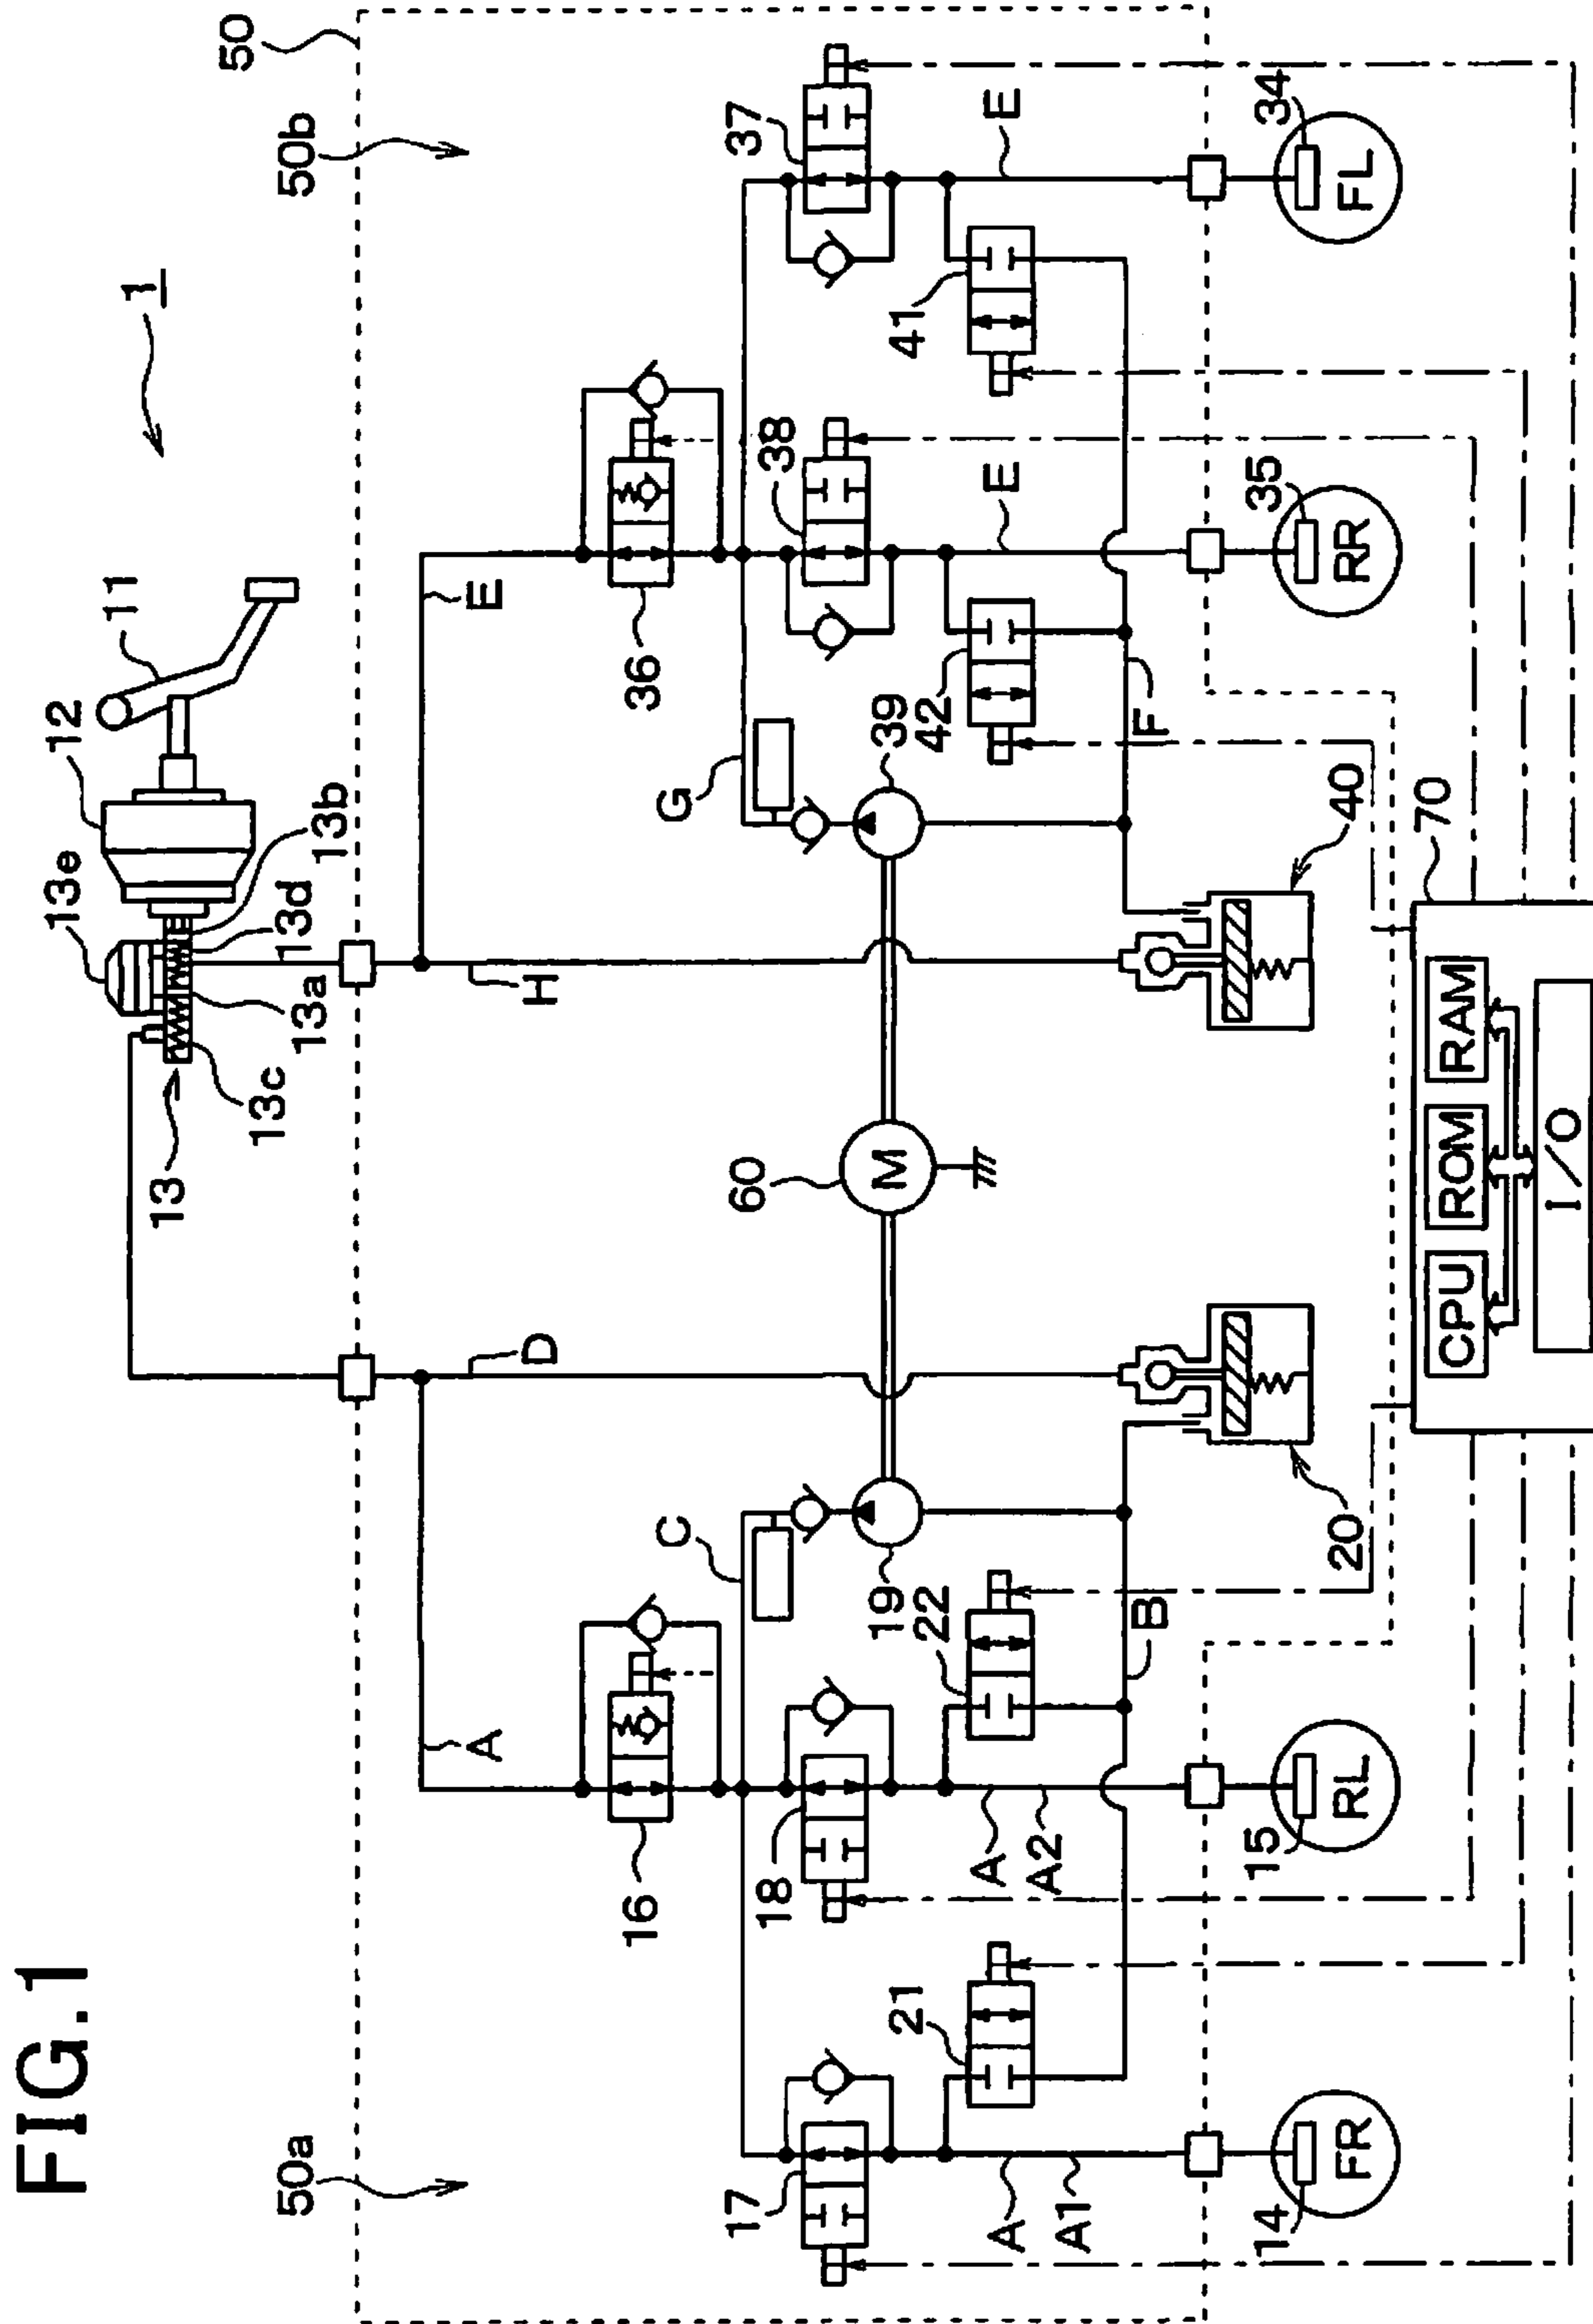 FIG.1
1
11
12
13e
13b
13d
13a
13c
13
50
50a
50b
A
D
H
E
16
36
C
G
60
M
17
18
19
22
21
39
42
38
37
41
E
E
A
A1
A
A2
B
F
20
40
14
FR
15
RL
35
RR
34
FL
70
CPU
ROM
RAM
I/O